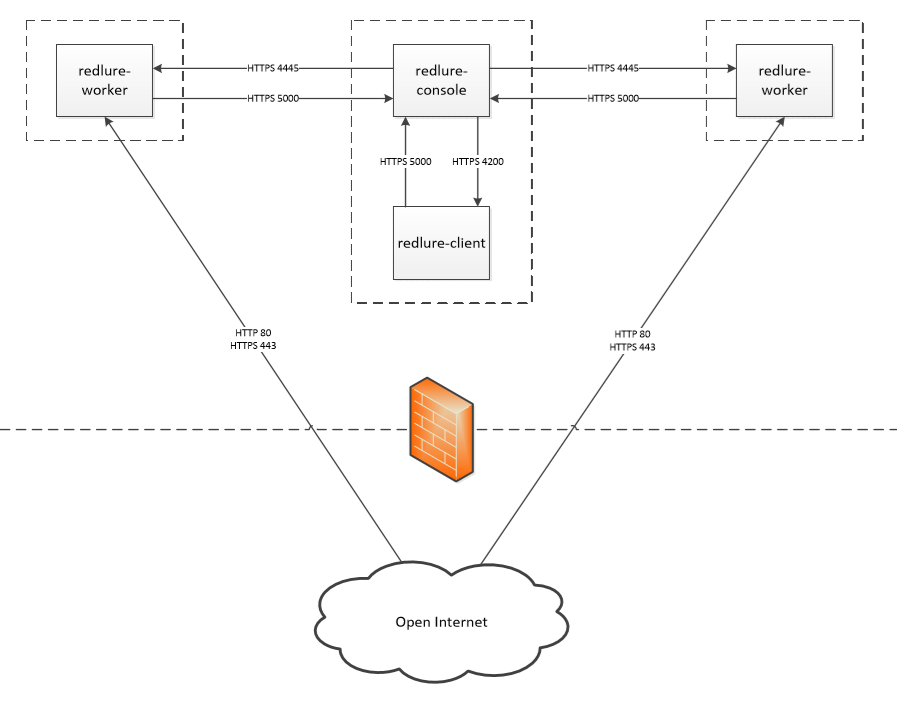 redlure-
worker
HTTPS 4445
HTTPS 5000
redlure-
console
HTTPS 4445
HTTPS 5000
redlure-
worker
HTTPS 5000
HTTPS 4200
redlure-client
HTTP 80
HTTPS 443
HTTP 80
HTTPS 443
Open Internet